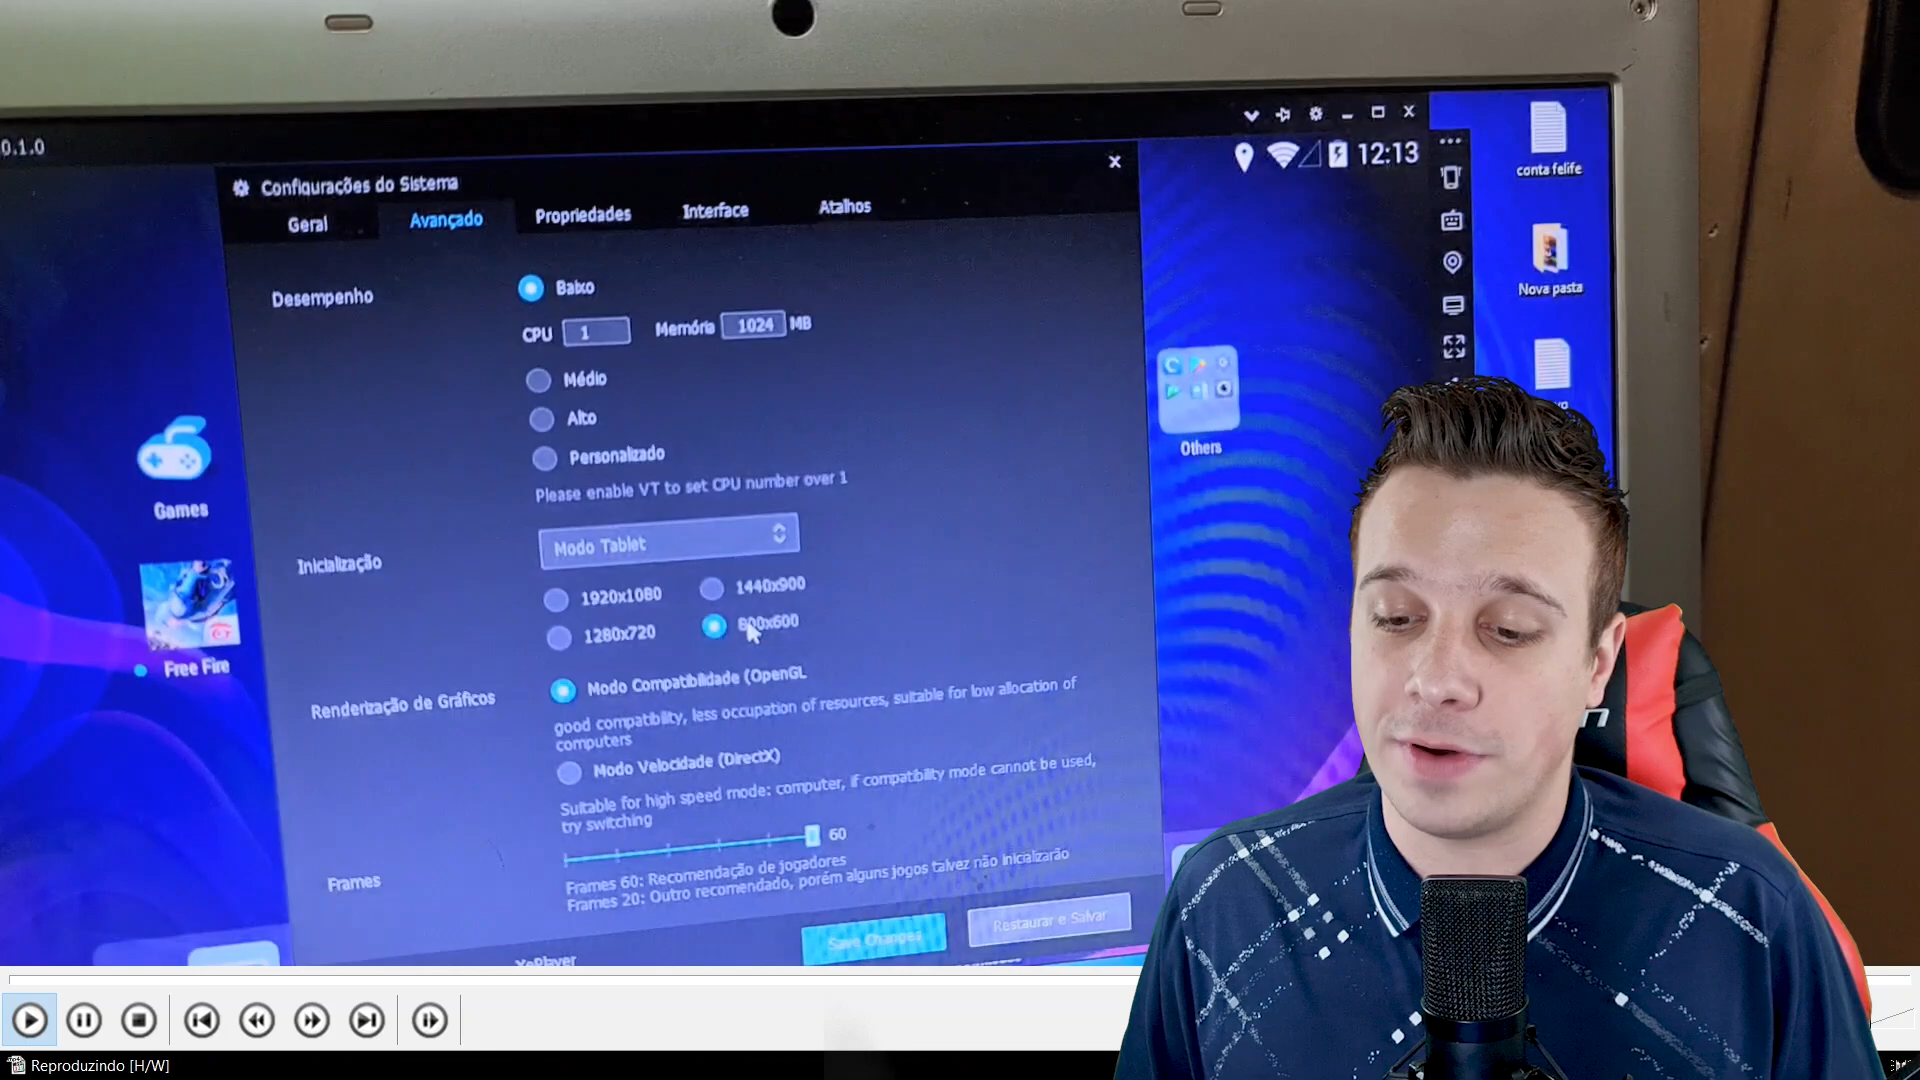 0.1.0
12:13
Configurações do Sistema
Geral
Avançado
Propriedades
Interface
Atalhos
conta felife
Nova pasta
Desempenho
Baixo
CPU 1 Memória 1024 MB
Médio
Alto
Personalizado
Please enable VT to set CPU number over 1
Others
Games
Free Fire
Inicialização
Modo Tablet
1920x1080
1440x900
1280x720
800x600
Renderização de Gráficos
Modo Compatibilidade (OpenGL
good compatibility, less occupation of resources, suitable for low allocation of
computers
Modo Velocidade (DirectX)
Suitable for high speed mode: computer, if compatibility mode cannot be used,
try switching
60
Frames
Frames 60: Recomendação de jogadores
Frames 20: Outro recomendado, porém alguns jogos talvez não inicializarão
Save Changes
Restaurar e Salvar
XePlayer
Reproduzindo [H/W]